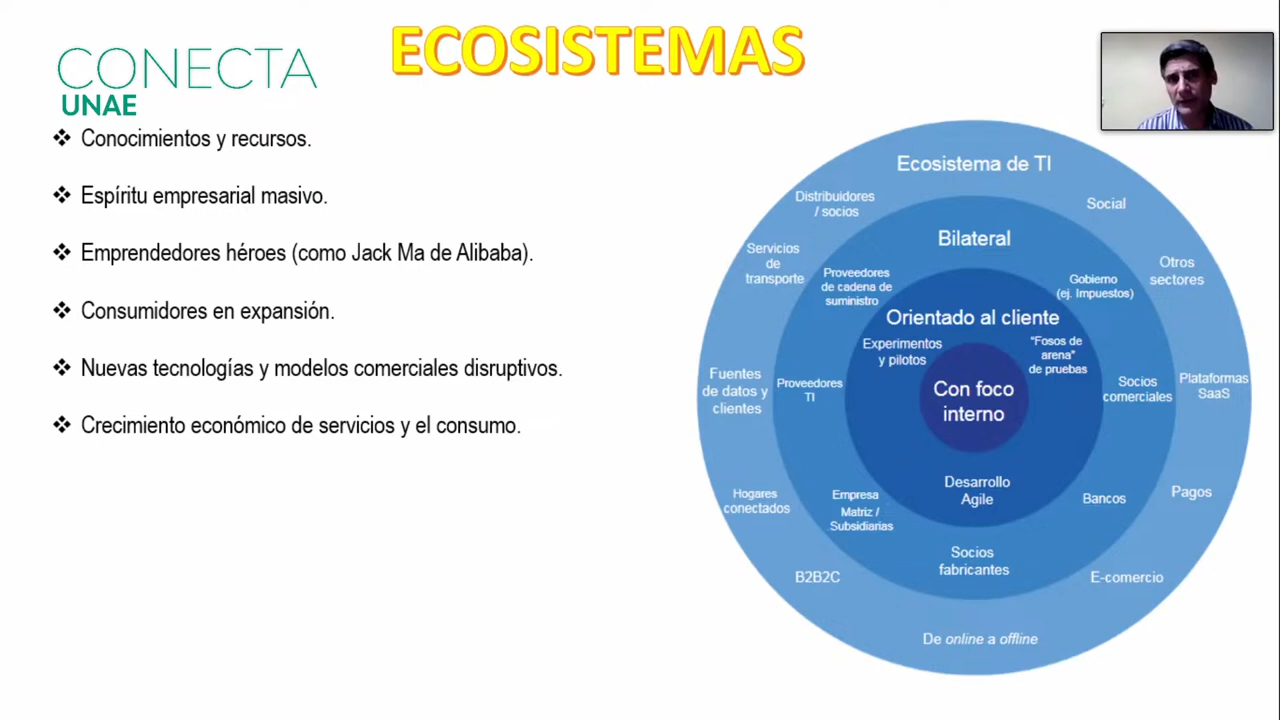 ECOSISTEMAS
CONECTA
UNAE
❖ Conocimientos y recursos.
❖ Espíritu empresarial masivo.
❖ Emprendedores héroes (como Jack Ma de Alibaba).
❖ Consumidores en expansión.
❖ Nuevas tecnologías y modelos comerciales disruptivos.
❖ Crecimiento económico de servicios y el consumo.
Ecosistema de TI
Distribuidores
/ socios
Social
Servicios
de
transporte
Otros
sectores
Fuentes
de datos y
clientes
Plataformas
SaaS
Hogares
conectados
Pagos
B2B2C
E-comercio
De online a offline
Bilateral
Proveedores
de cadena de
suministro
Gobierno
(ej. Impuestos)
Proveedores
TI
Socios
comerciales
Empresa
Matriz /
Subsidiarias
Bancos
Socios
fabricantes
Orientado al cliente
Experimentos
y pilotos
"Fosos de
arena"
de pruebas
Desarrollo
Agile
Con foco
interno